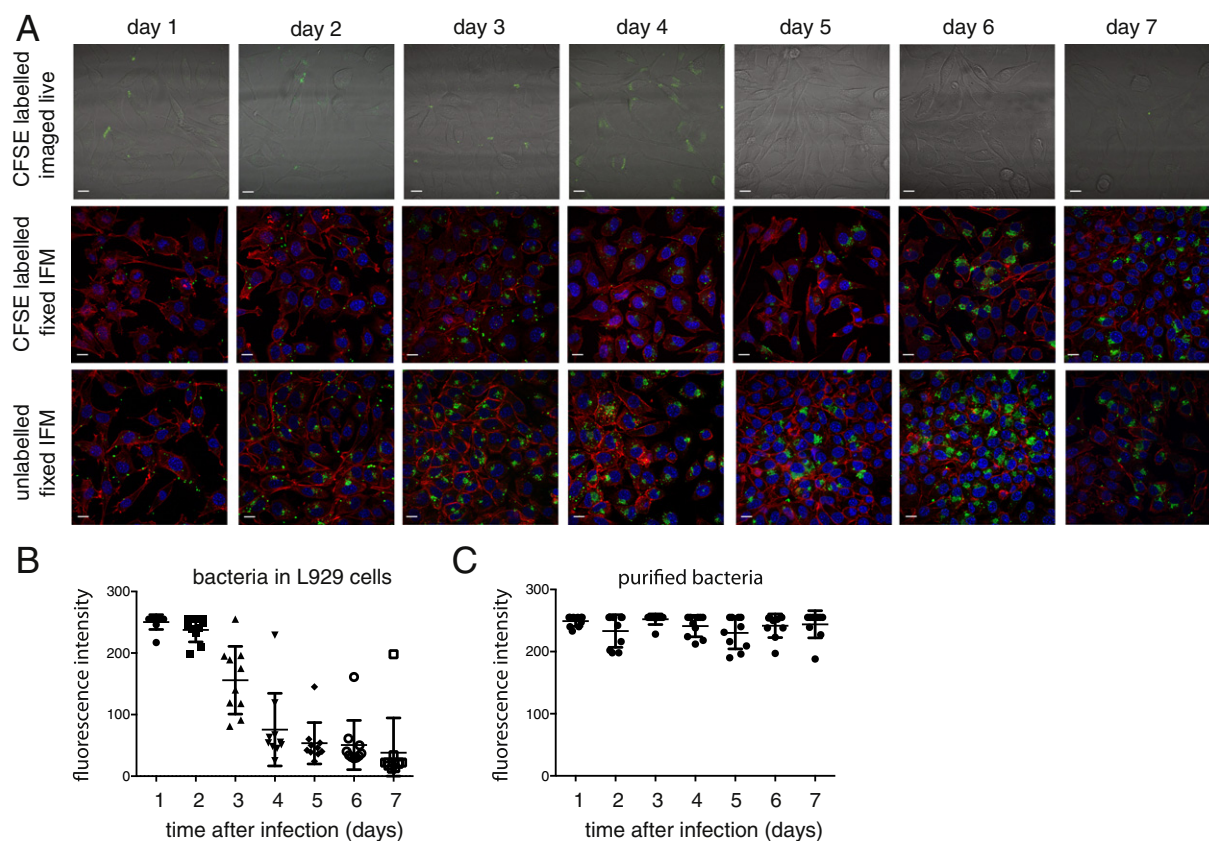 A
day 1 day 2 day 3 day 4 day 5 day 6 day 7
CFSE labelled
imaged live
CFSE labelled
fixed IFM
unlabelled
fixed IFM
B
bacteria in L929 cells
fluorescence intensity
300
200
100
0
1 2 3 4 5 6 7
time after infection (days)
C
purified bacteria
fluorescence intensity
300
200
100
0
1 2 3 4 5 6 7
time after infection (days)